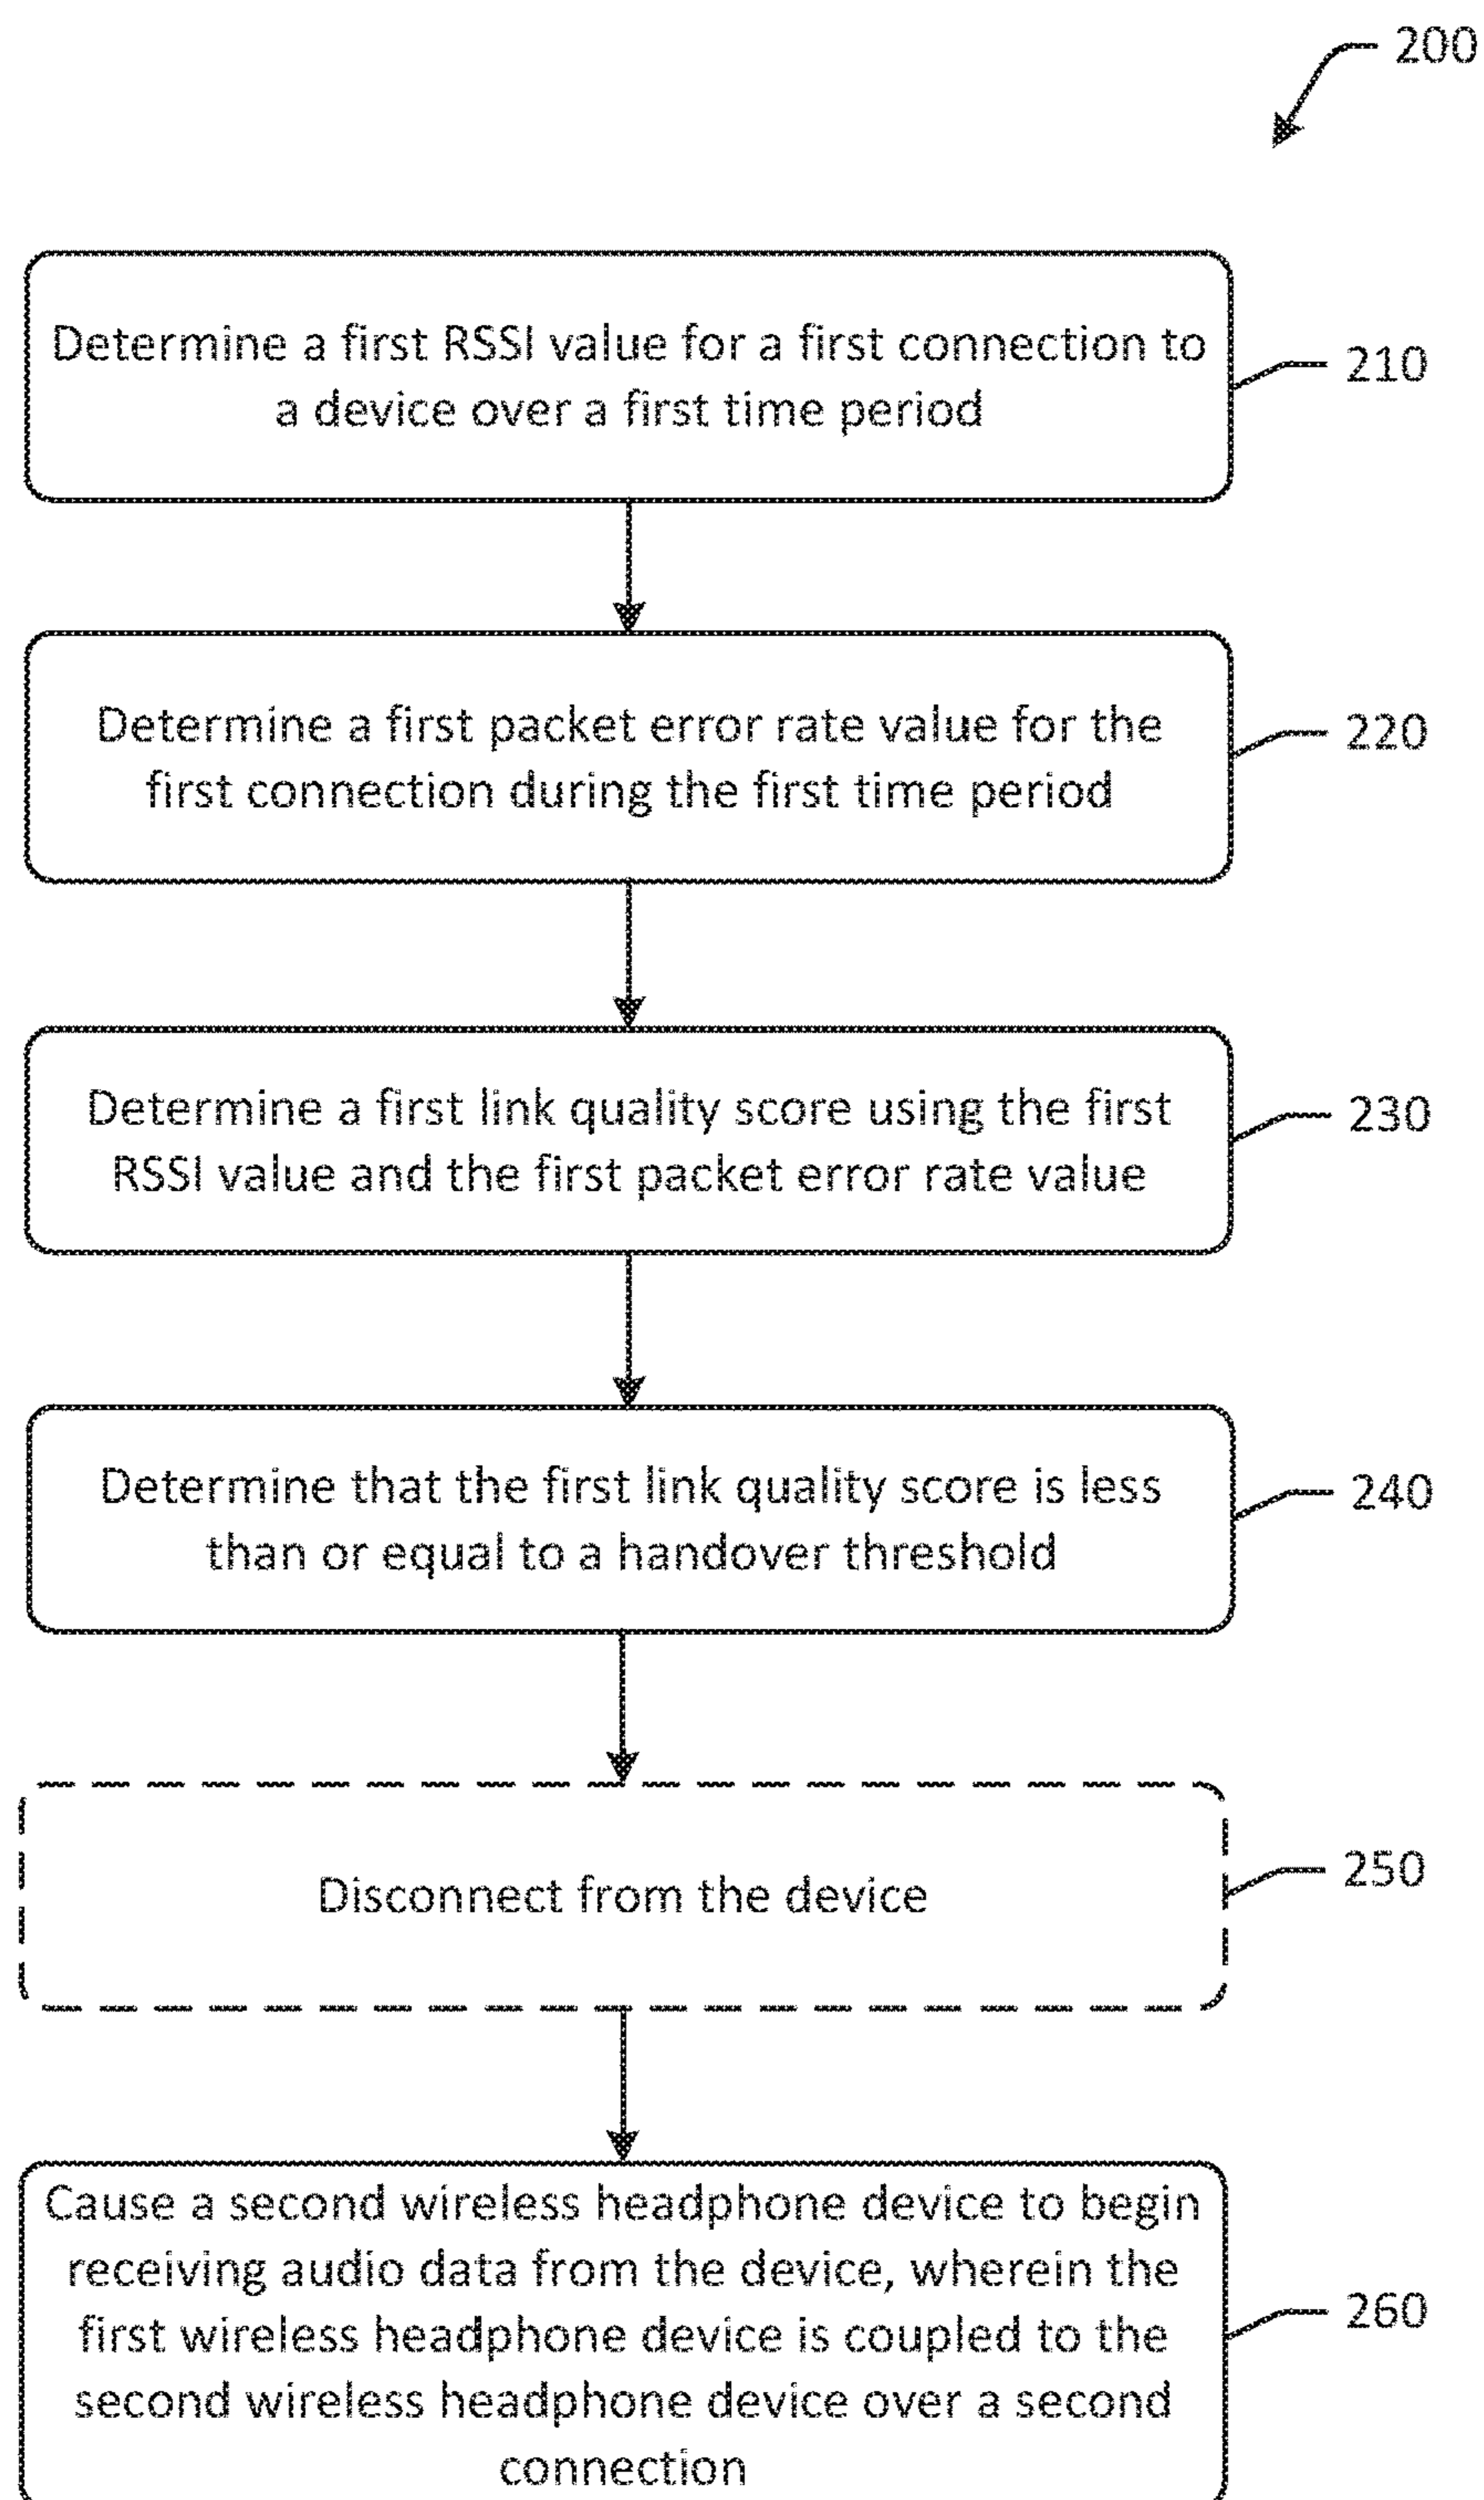 200
Determine a first RSSI value for a first connection to
a device over a first time period
210
Determine a first packet error rate value for the
first connection during the first time period
220
Determine a first link quality score using the first
RSSI value and the first packet error rate value
230
Determine that the first link quality score is less
than or equal to a handover threshold
240
Disconnect from the device
250
Cause a second wireless headphone device to begin
receiving audio data from the device, wherein the
first wireless headphone device is coupled to the
second wireless headphone device over a second
connection
260